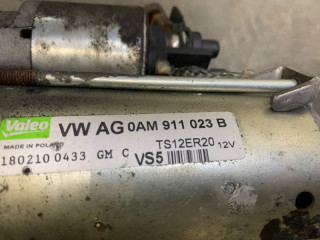 Valeo VW AG 0AM 911 023 B
MADE IN POLAND TS12ER20 12V
180210 0433 GM C VS5